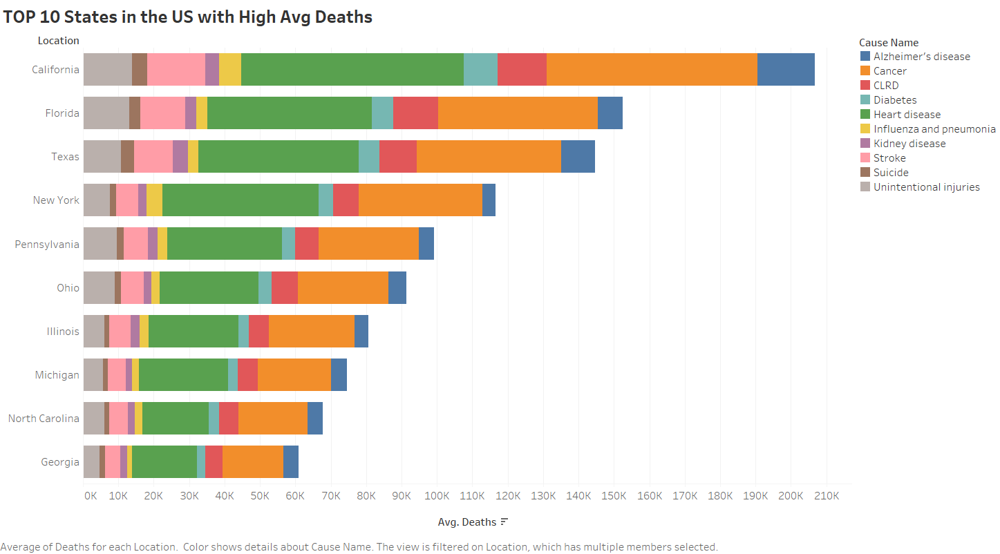 TOP 10 States in the US with High Avg Deaths
Location
California
Florida
Texas
New York
Pennsylvania
Ohio
Illinois
Michigan
North Carolina
Georgia
0K 10K 20K 30K 40K 50K 60K 70K 80K 90K 100K 110K 120K 130K 140K 150K 160K 170K 180K 190K 200K 210K
Avg. Deaths
Cause Name
Alzheimer's disease
Cancer
CLRD
Diabetes
Heart disease
Influenza and pneumonia
Kidney disease
Stroke
Suicide
Unintentional injuries
Average of Deaths for each Location.  Color shows details about Cause Name. The view is filtered on Location, which has multiple members selected.